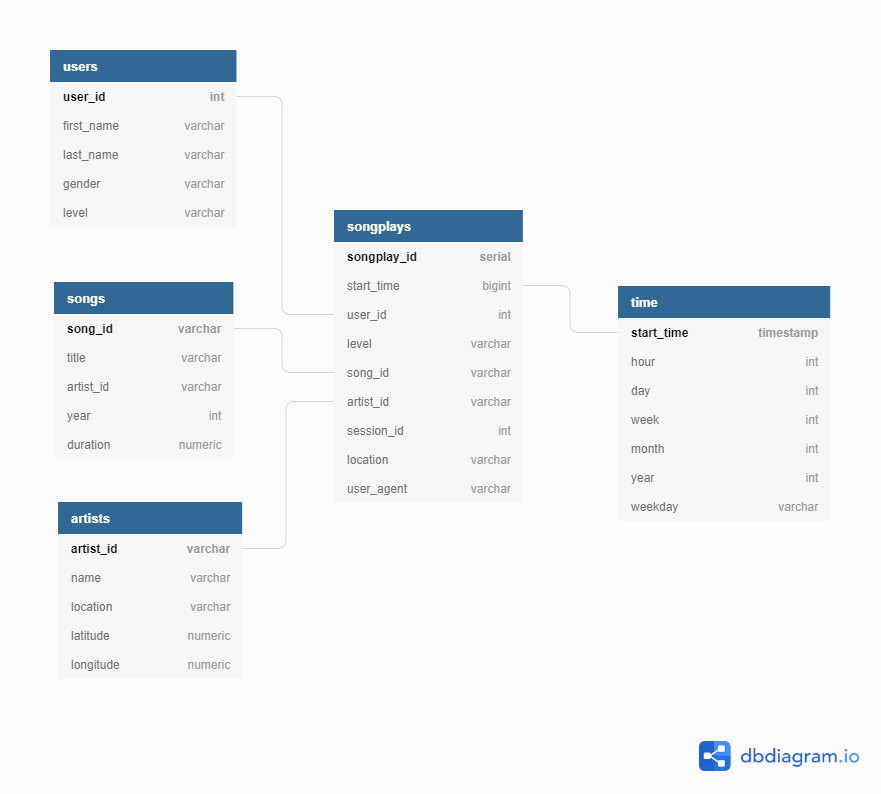 users
user_id int
first_name varchar
last_name varchar
gender varchar
level varchar
songs
song_id varchar
title varchar
artist_id varchar
year int
duration numeric
artists
artist_id varchar
name varchar
location varchar
latitude numeric
longitude numeric
songplays
songplay_id serial
start_time bigint
user_id int
level varchar
song_id varchar
artist_id varchar
session_id int
location varchar
user_agent varchar
time
start_time timestamp
hour int
day int
week int
month int
year int
weekday varchar
dbdiagram.io